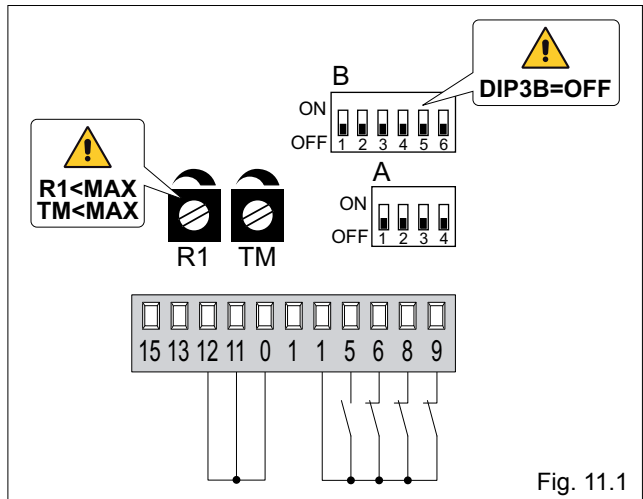 B
DIP3B=OFF
ON
OFF
1 2 3 4 5 6
A
ON
OFF
1 2 3 4
R1<MAX
TM<MAX
R1 TM
15 13 12 11 0 1 1 5 6 8 9
Fig. 11.1